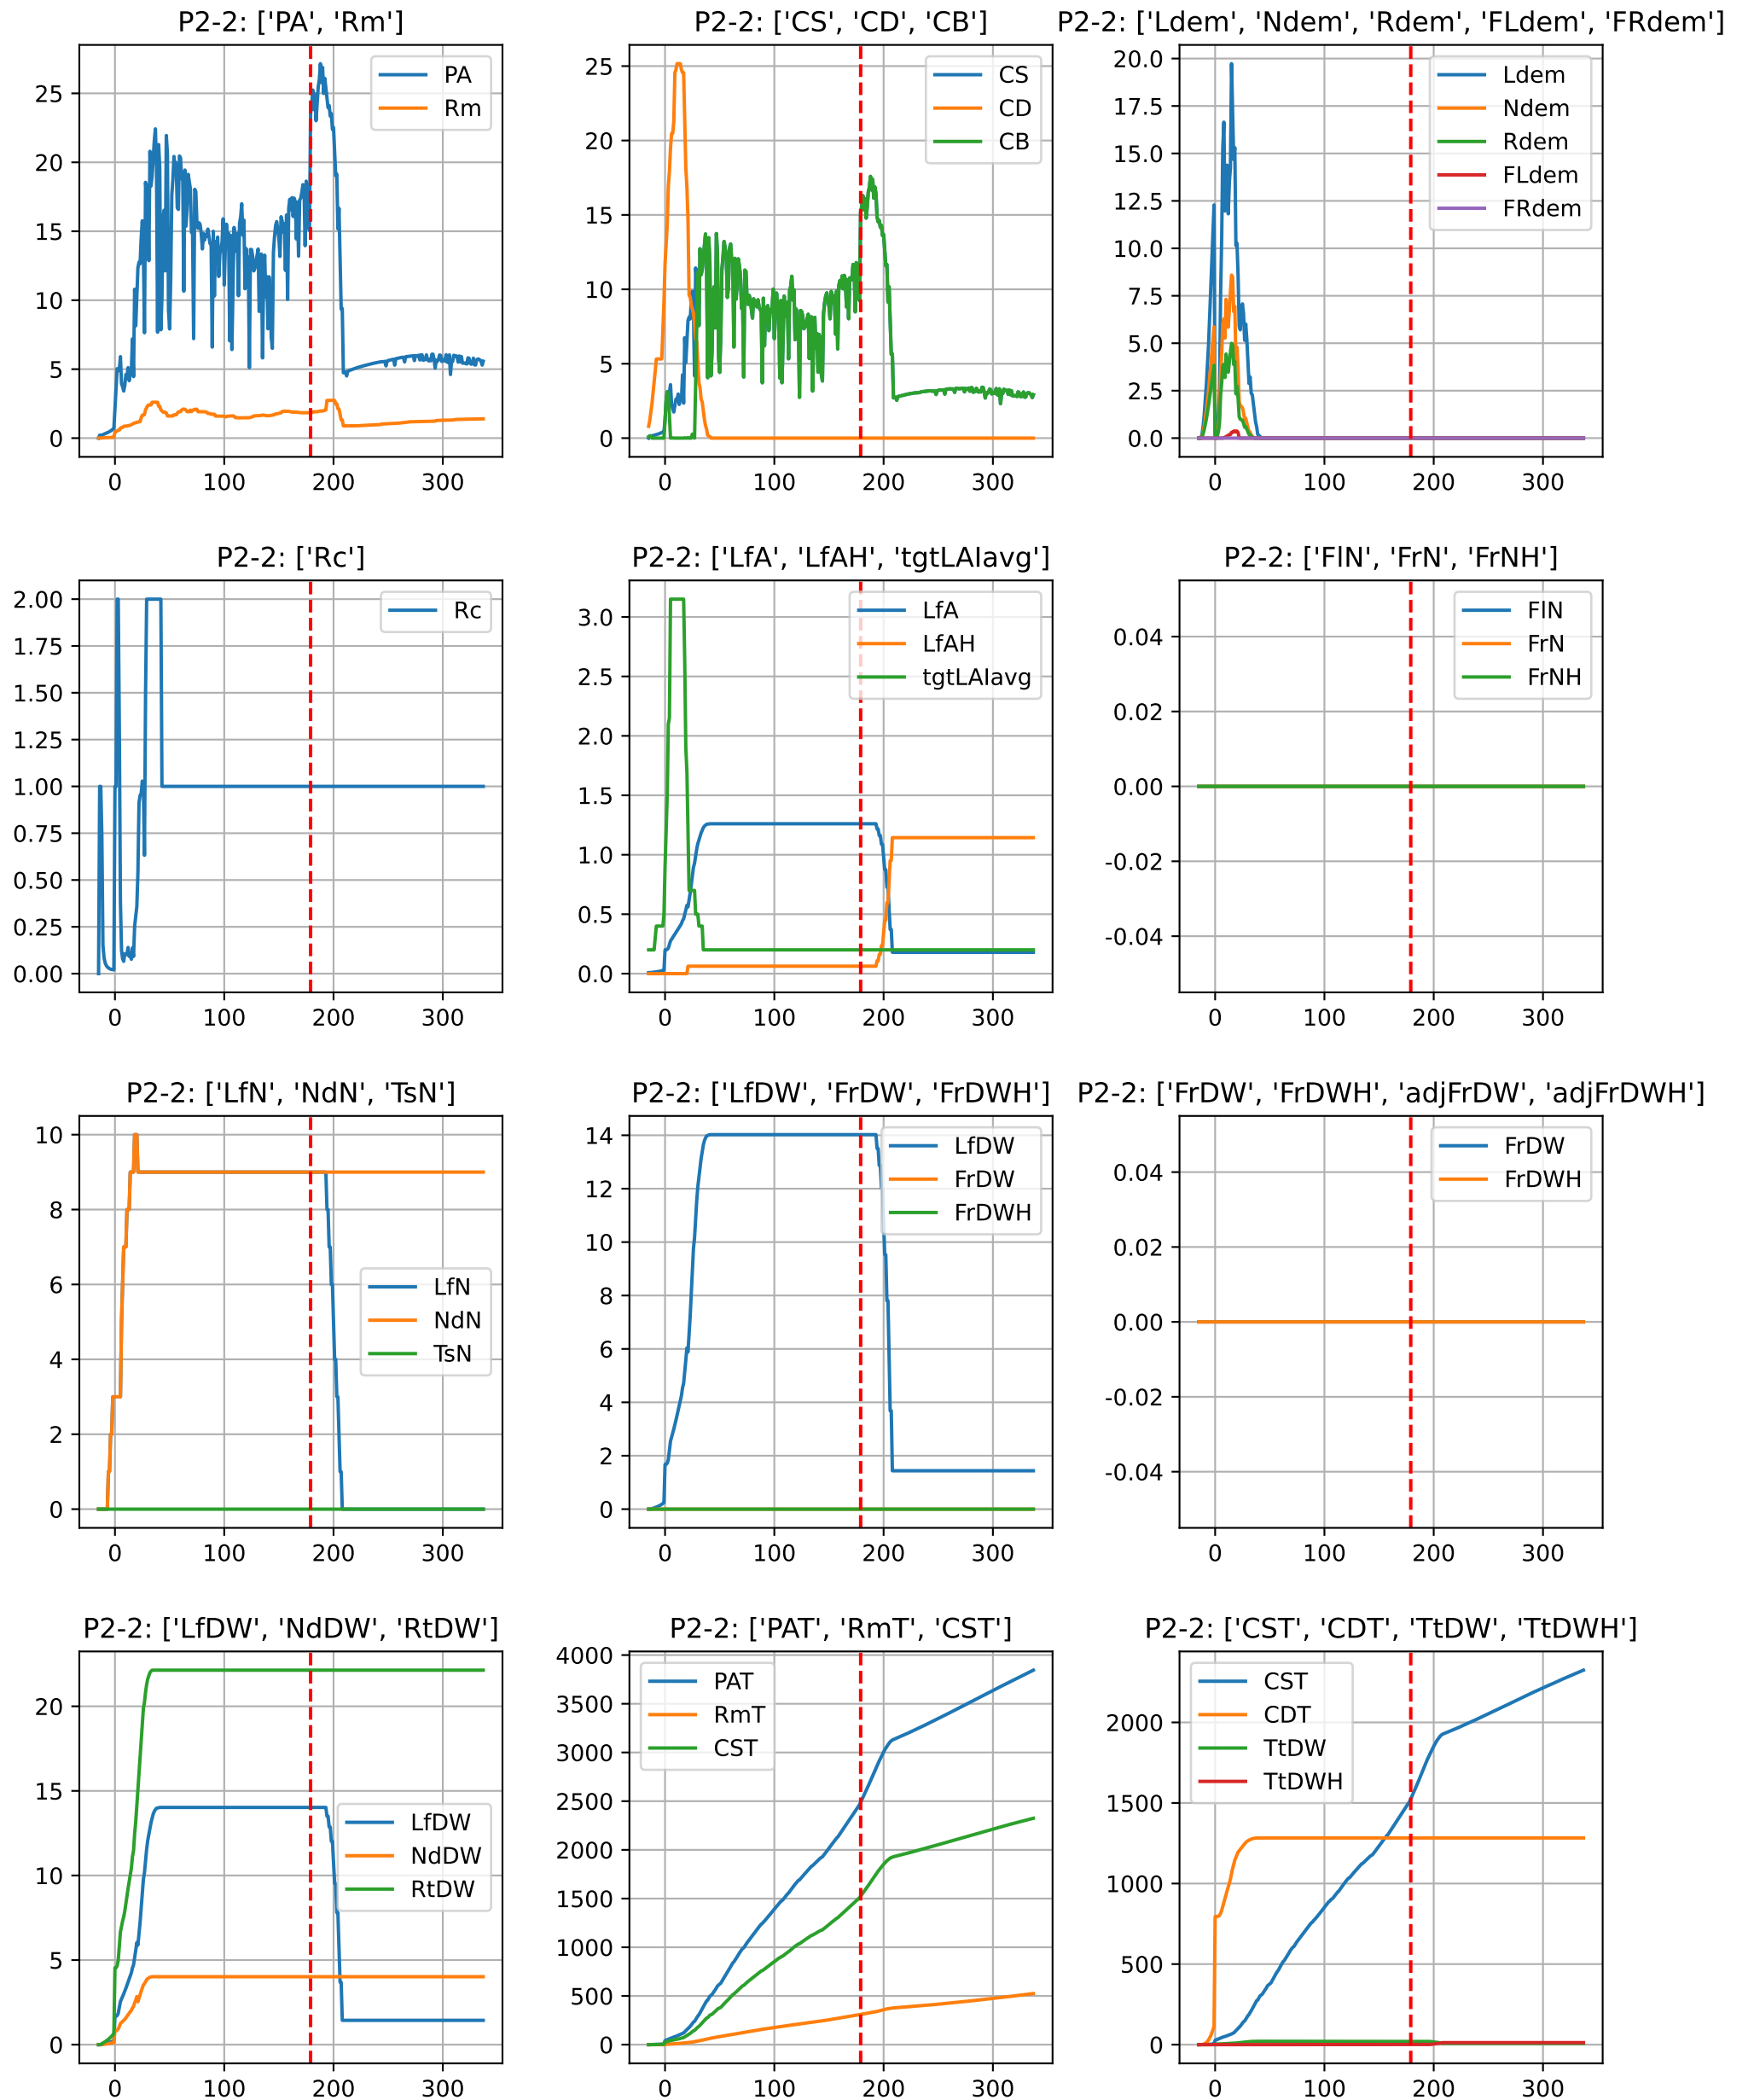 P2-2: ['PA', 'Rm']
25
20
15
10
5
0
0 100 200 300
PA
Rm
P2-2: ['CS', 'CD', 'CB']
25
20
15
10
5
0
0 100 200 300
CS
CD
CB
P2-2: ['Ldem', 'Ndem', 'Rdem', 'FLdem', 'FRdem']
20.0
17.5
15.0
12.5
10.0
7.5
5.0
2.5
0.0
0 100 200 300
Ldem
Ndem
Rdem
FLdem
FRdem
P2-2: ['Rc']
2.00
1.75
1.50
1.25
1.00
0.75
0.50
0.25
0.00
0 100 200 300
Rc
P2-2: ['LfA', 'LfAH', 'tgtLAIavg']
3.0
2.5
2.0
1.5
1.0
0.5
0.0
0 100 200 300
LfA
LfAH
tgtLAIavg
P2-2: ['FlN', 'FrN', 'FrNH']
0.04
0.02
0.00
-0.02
-0.04
0 100 200 300
FlN
FrN
FrNH
P2-2: ['LfN', 'NdN', 'TsN']
10
8
6
4
2
0
0 100 200 300
LfN
NdN
TsN
P2-2: ['LfDW', 'FrDW', 'FrDWH']
14
12
10
8
6
4
2
0
0 100 200 300
LfDW
FrDW
FrDWH
P2-2: ['FrDW', 'FrDWH', 'adjFrDW', 'adjFrDWH']
0.04
0.02
0.00
-0.02
-0.04
0 100 200 300
FrDW
FrDWH
P2-2: ['LfDW', 'NdDW', 'RtDW']
20
15
10
5
0
0 100 200 300
LfDW
NdDW
RtDW
P2-2: ['PAT', 'RmT', 'CST']
4000
3500
3000
2500
2000
1500
1000
500
0
0 100 200 300
PAT
RmT
CST
P2-2: ['CST', 'CDT', 'TtDW', 'TtDWH']
2000
1500
1000
500
0
0 100 200 300
CST
CDT
TtDW
TtDWH